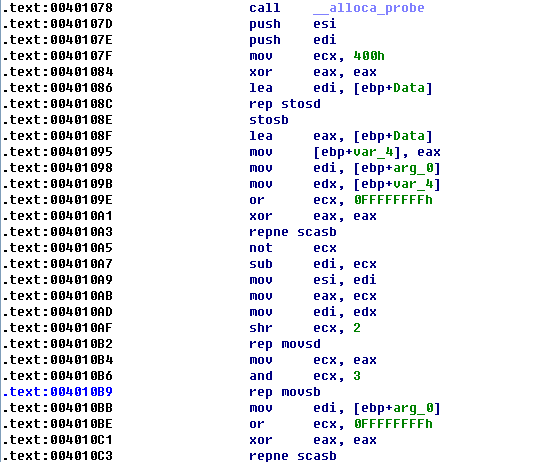 .text:00401078 call __alloca_probe
.text:0040107D push esi
.text:0040107E push edi
.text:0040107F mov ecx, 400h
.text:00401084 xor eax, eax
.text:00401086 lea edi, [ebp+Data]
.text:0040108C rep stosd
.text:0040108E stosb
.text:0040108F lea eax, [ebp+Data]
.text:00401095 mov [ebp+var_4], eax
.text:00401098 mov edi, [ebp+arg_0]
.text:0040109B mov edx, [ebp+var_4]
.text:0040109E or ecx, 0FFFFFFFFh
.text:004010A1 xor eax, eax
.text:004010A3 repne scasb
.text:004010A5 not ecx
.text:004010A7 sub edi, ecx
.text:004010A9 mov esi, edi
.text:004010AB mov eax, ecx
.text:004010AD mov edi, edx
.text:004010AF shr ecx, 2
.text:004010B2 rep movsd
.text:004010B4 mov ecx, eax
.text:004010B6 and ecx, 3
.text:004010B9 rep movsb
.text:004010BB mov edi, [ebp+arg_0]
.text:004010BE or ecx, 0FFFFFFFFh
.text:004010C1 xor eax, eax
.text:004010C3 repne scasb